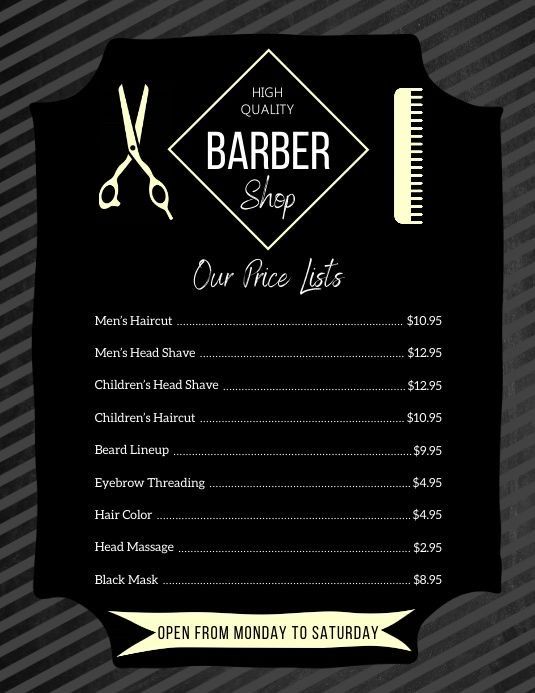 HIGH
QUALITY
BARBER
Shop
Our Price Lists
Men's Haircut ........................................ $10.95
Men's Head Shave ........................................ $12.95
Children's Head Shave ........................................ $12.95
Children's Haircut ........................................ $10.95
Beard Lineup ........................................ $9.95
Eyebrow Threading ........................................ $4.95
Hair Color ........................................ $4.95
Head Massage ........................................ $2.95
Black Mask ........................................ $8.95
OPEN FROM MONDAY TO SATURDAY